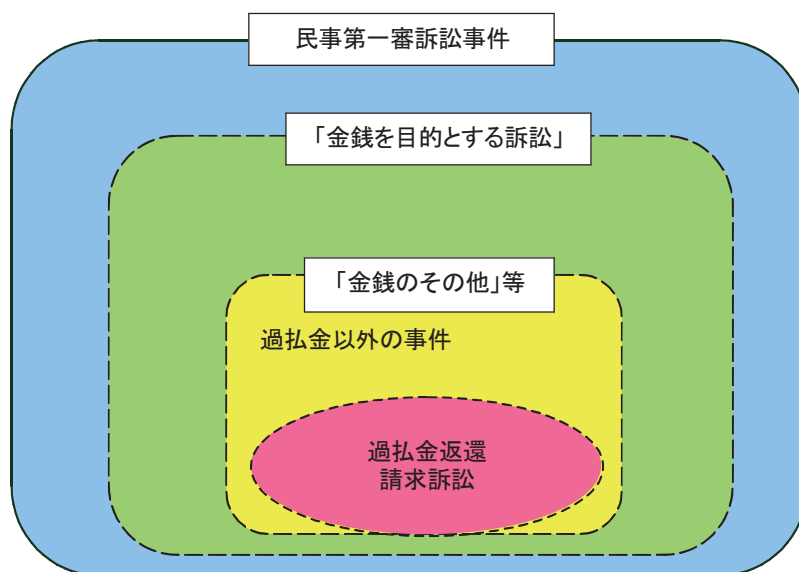 民事第一審訴訟事件
「金銭を目的とする訴訟」
「金銭のその他」等
過払金以外の事件
過払金返還
請求訴訟